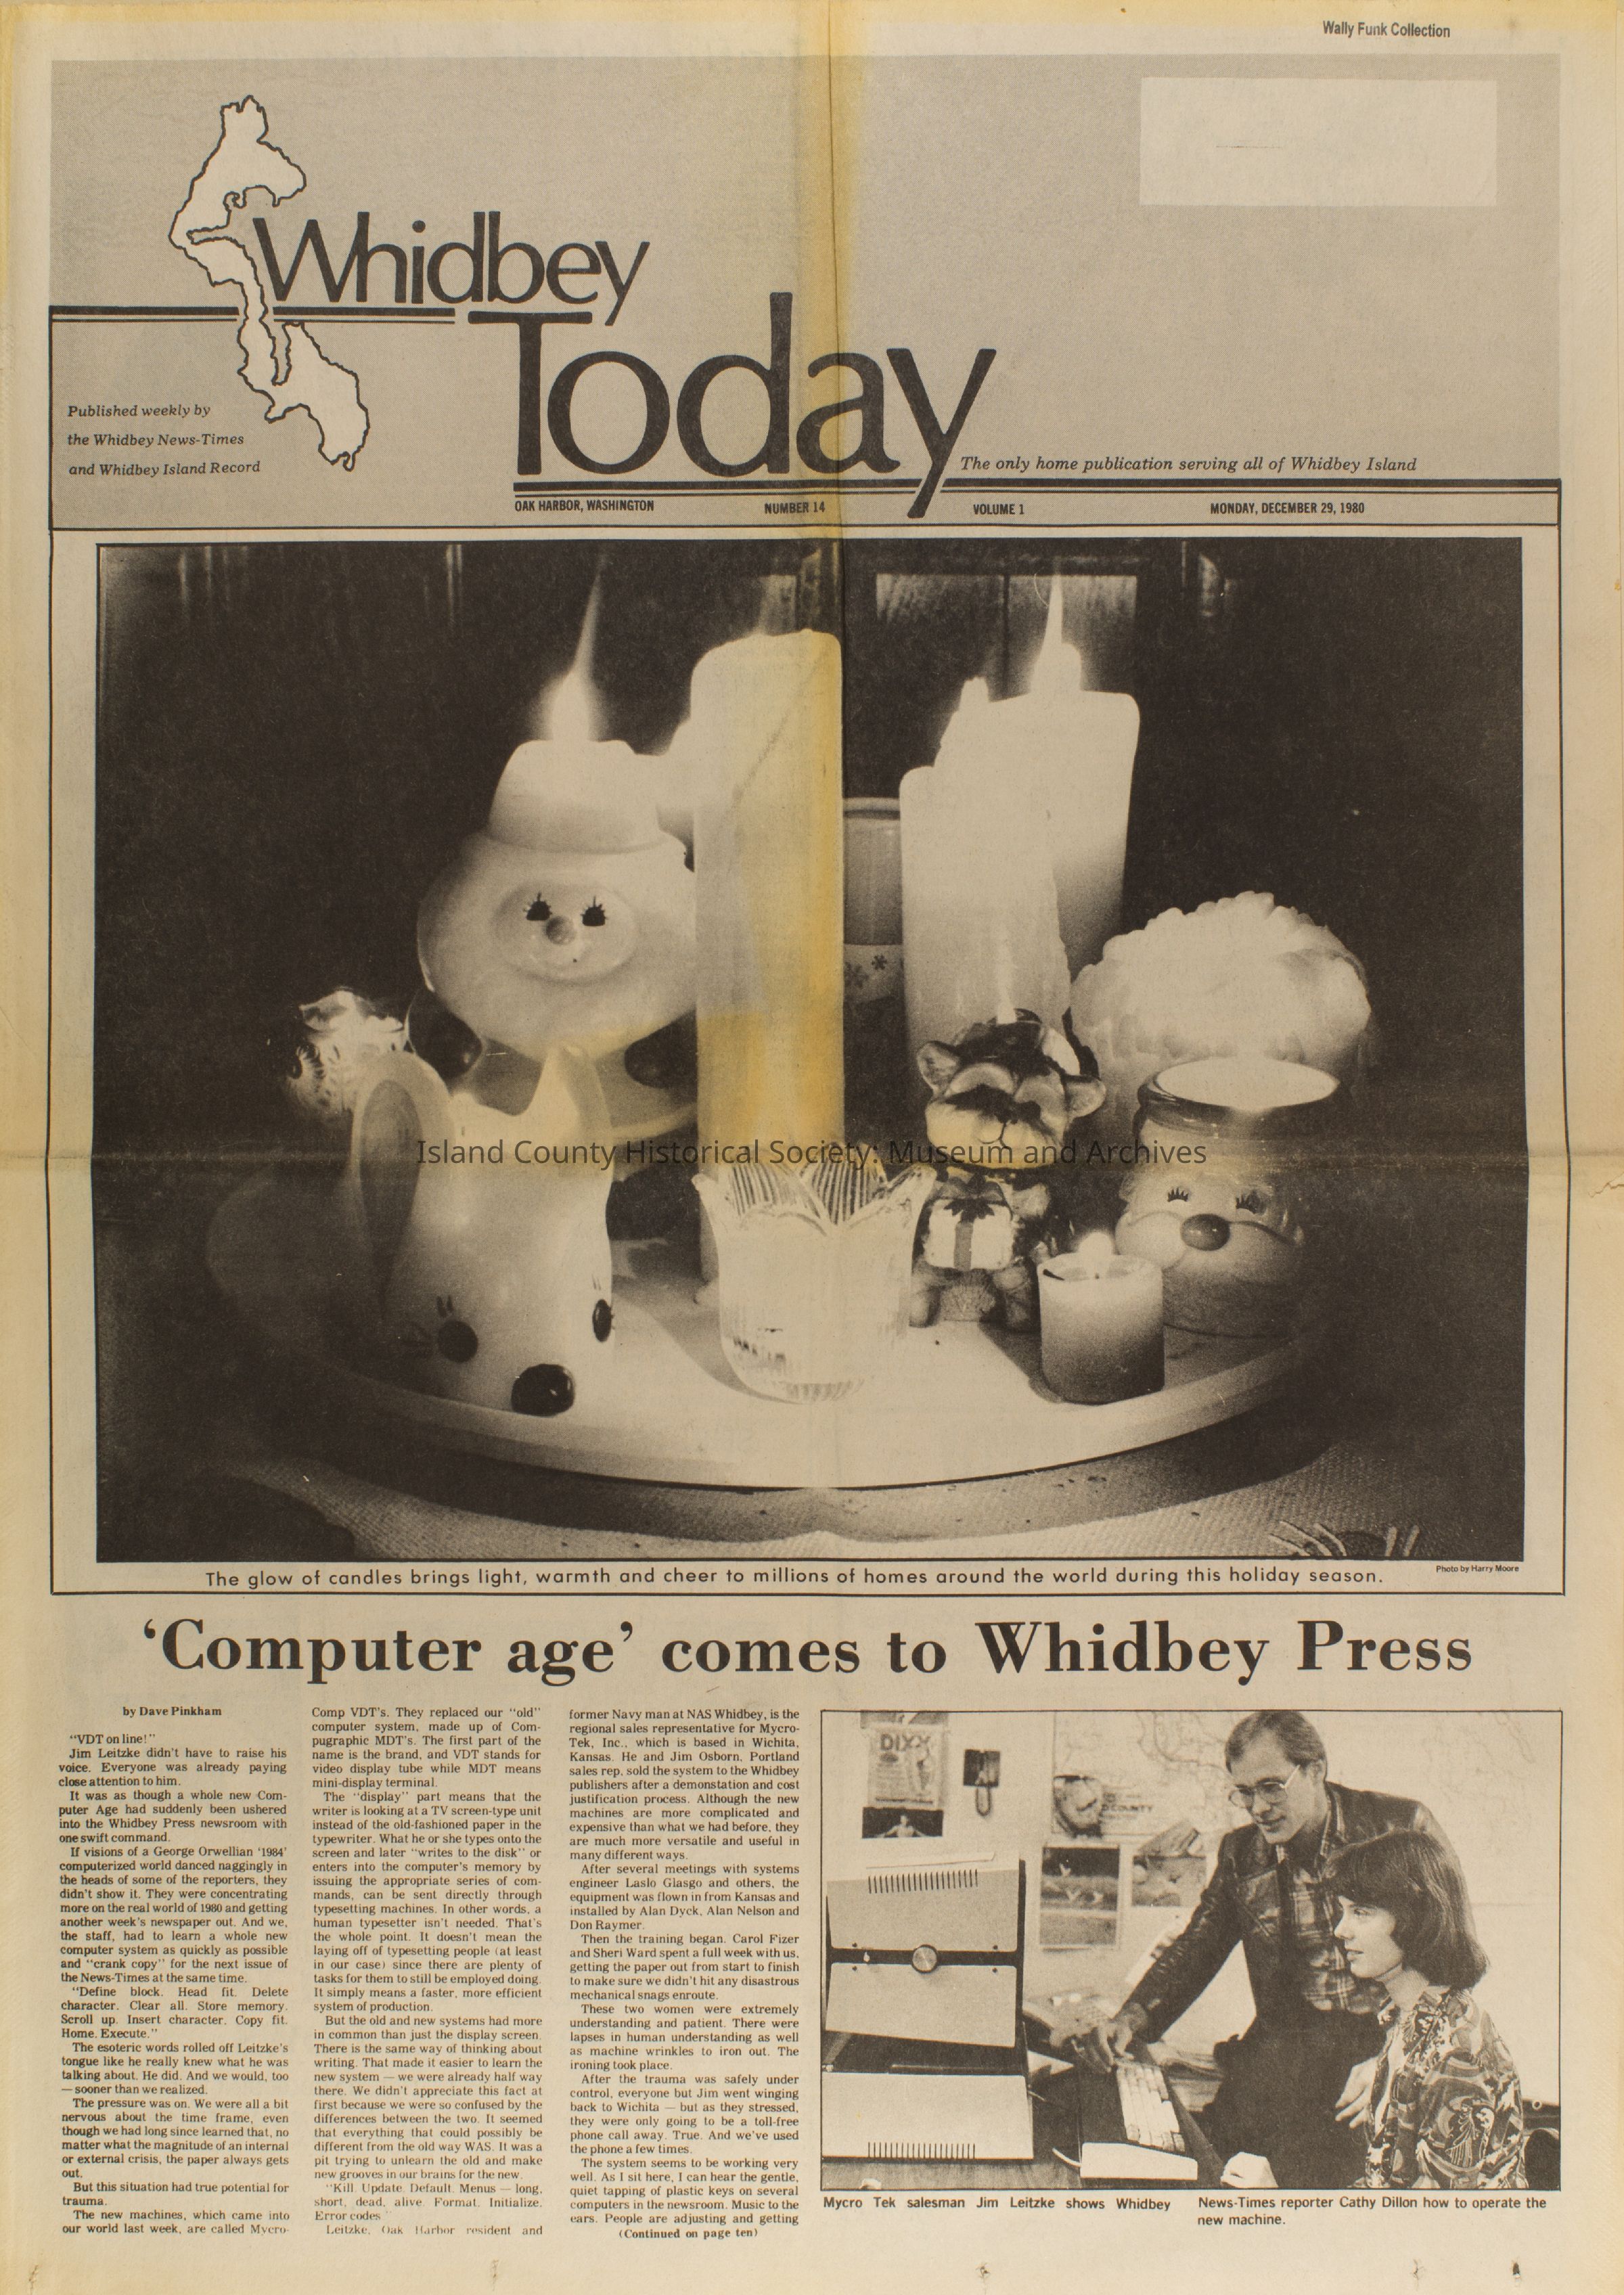 Wally Funk Collection
Whidbey
Today
Published weekly by
the Whidbey News-Times
and Whidbey Island Record
The only home publication serving all of Whidbey Island
OAK HARBOR, WASHINGTON NUMBER 14 VOLUME 1 MONDAY, DECEMBER 29, 1980
Island County Historical Society: Museum and Archives
The glow of candles brings light, warmth and cheer to millions of homes around the world during this holiday season.
Photo by Harry Moore
‘Computer age’ comes to Whidbey Press
by Dave Pinkham
"VDT on line!"
Jim Leitzke didn't have to raise his
voice. Everyone was already paying
close attention to him.
It was as though a whole new Com-
puter Age had suddenly been ushered
into the Whidbey Press newsroom with
one swift command.
If visions of a George Orwellian '1984'
computerized world danced naggingly in
the heads of some of the reporters, they
didn't show it. They were concentrating
more on the real world of 1980 and getting
another week's newspaper out. And we,
the staff, had to learn a whole new
computer system as quickly as possible
and "crank copy" for the next issue of
the News-Times at the same time.
"Define block. Head fit. Delete
character. Clear all. Store memory.
Scroll up. Insert character. Copy fit.
Home. Execute."
The esoteric words rolled off Leitzke's
tongue like he really knew what he was
talking about. He did. And we would, too
— sooner than we realized.
The pressure was on. We were all a bit
nervous about the time frame, even
though we had long since learned that, no
matter what the magnitude of an internal
or external crisis, the paper always gets
out.
But this situation had true potential for
trauma.
The new machines, which came into
our world last week, are called Mycro-
Comp VDT's. They replaced our "old"
computer system, made up of Com-
pugraphic MDT's. The first part of the
name is the brand, and VDT stands for
video display tube while MDT means
mini-display terminal.
The "display" part means that the
writer is looking at a TV screen-type unit
instead of the old-fashioned paper in the
typewriter. What he or she types onto the
screen and later "writes to the disk" or
enters into the computer's memory by
issuing the appropriate series of com-
mands, can be sent directly through
typesetting machines. In other words, a
human typesetter isn't needed. That's
the whole point. It doesn't mean the
laying off of typesetting people (at least
in our case) since there are plenty of
tasks for them to still be employed doing.
It simply means a faster, more efficient
system of production.
But the old and new systems had more
in common than just the display screen.
There is the same way of thinking about
writing. That made it easier to learn the
new system — we were already half way
there. We didn't appreciate this fact at
first because we were so confused by the
differences between the two. It seemed
that everything that could possibly be
different from the old way WAS. It was a
pit trying to unlearn the old and make
new grooves in our brains for the new.
"Kill. Update. Default. Menus — long,
short, dead, alive. Format. Initialize.
Error codes."
Leitzke, Oak Harbor resident and
former Navy man at NAS Whidbey, is the
regional sales representative for Mycro-
Tek, Inc., which is based in Wichita,
Kansas. He and Jim Osborn, Portland
sales rep, sold the system to the Whidbey
publishers after a demonstation and cost
justification process. Although the new
machines are more complicated and
expensive than what we had before, they
are much more versatile and useful in
many different ways.
After several meetings with systems
engineer Laslo Glasgo and others, the
equipment was flown in from Kansas and
installed by Alan Dyck, Alan Nelson and
Don Raymer.
Then the training began. Carol Fizer
and Sheri Ward spent a full week with us,
getting the paper out from start to finish
to make sure we didn't hit any disastrous
mechanical snags enroute.
These two women were extremely
understanding and patient. There were
lapses in human understanding as well
as machine wrinkles to iron out. The
ironing took place.
After the trauma was safely under
control, everyone but Jim went winging
back to Wichita — but as they stressed,
they were only going to be a toll-free
phone call away. True. And we've used
the phone a few times.
The system seems to be working very
well. As I sit here, I can hear the gentle,
quiet tapping of plastic keys on several
computers in the newsroom. Music to the
ears. People are adjusting and getting
(Continued on page ten)
DIXX
COUNTY
Mycro Tek salesman Jim Leitzke shows Whidbey
News-Times reporter Cathy Dillon how to operate the
new machine.